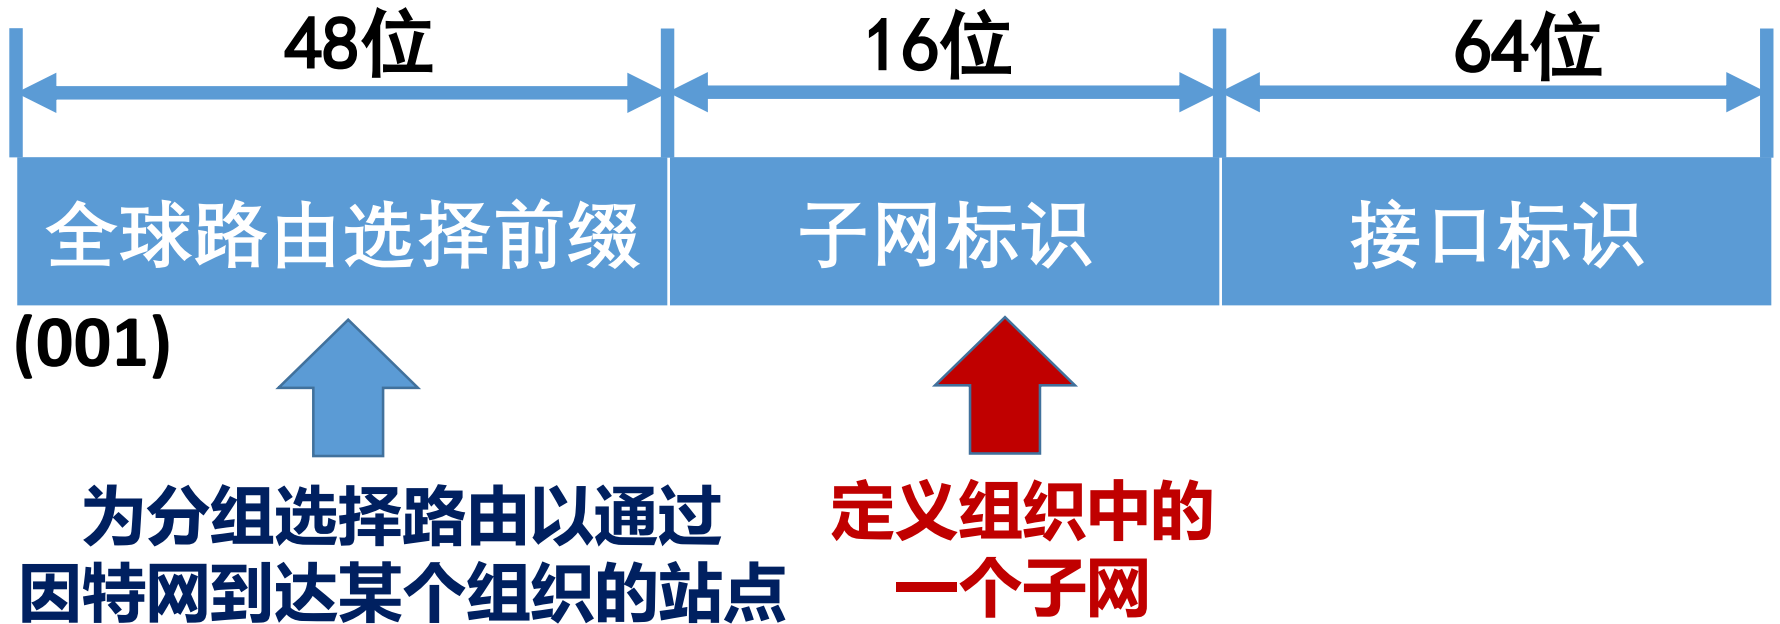 48位 16位 64位
全球路由选择前缀 子网标识 接口标识
(001)
为分组选择路由以通过
因特网到达某个组织的站点
定义组织中的
一个子网